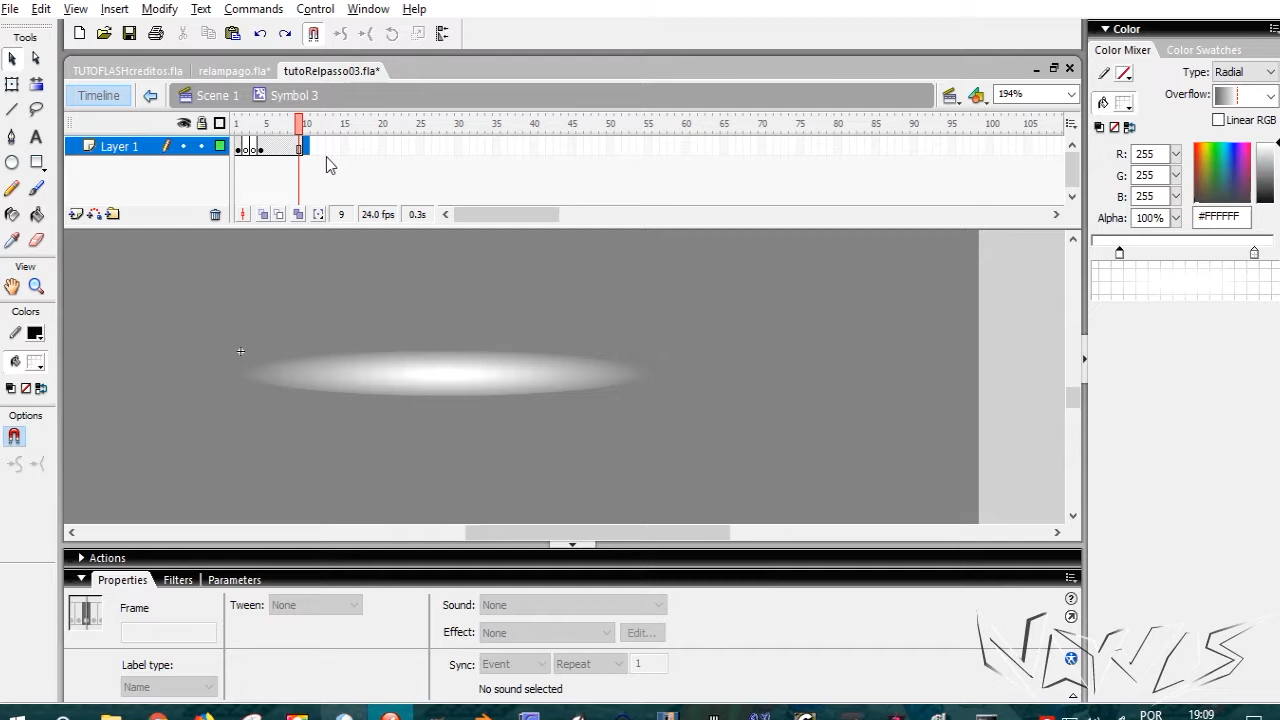 File Edit View Insert Modify Text Commands Control Window Help
Color
Tools
Color Mixer Color Swatches
TUTOFLASHcreditos.fla relampago.fla* tutoRelpasso03.fla*
Type: Radial
Timeline Scene 1 Symbol 3 194%
Overflow:
Linear RGB
1 5 10 15 20 25 30 35 40 45 50 55 60 65 70 75 80 85 90 95 100 105
Layer 1
R: 255
G: 255
B: 255
Alpha: 100% #FFFFFF
9 24.0 fps 0.3s
View
Colors
Options
Actions
Properties Filters Parameters
Frame Tween: None Sound: None
Effect: None Edit...
Label type: Sync: Event Repeat 1
Name No sound selected
NAWLS
POR 19:09